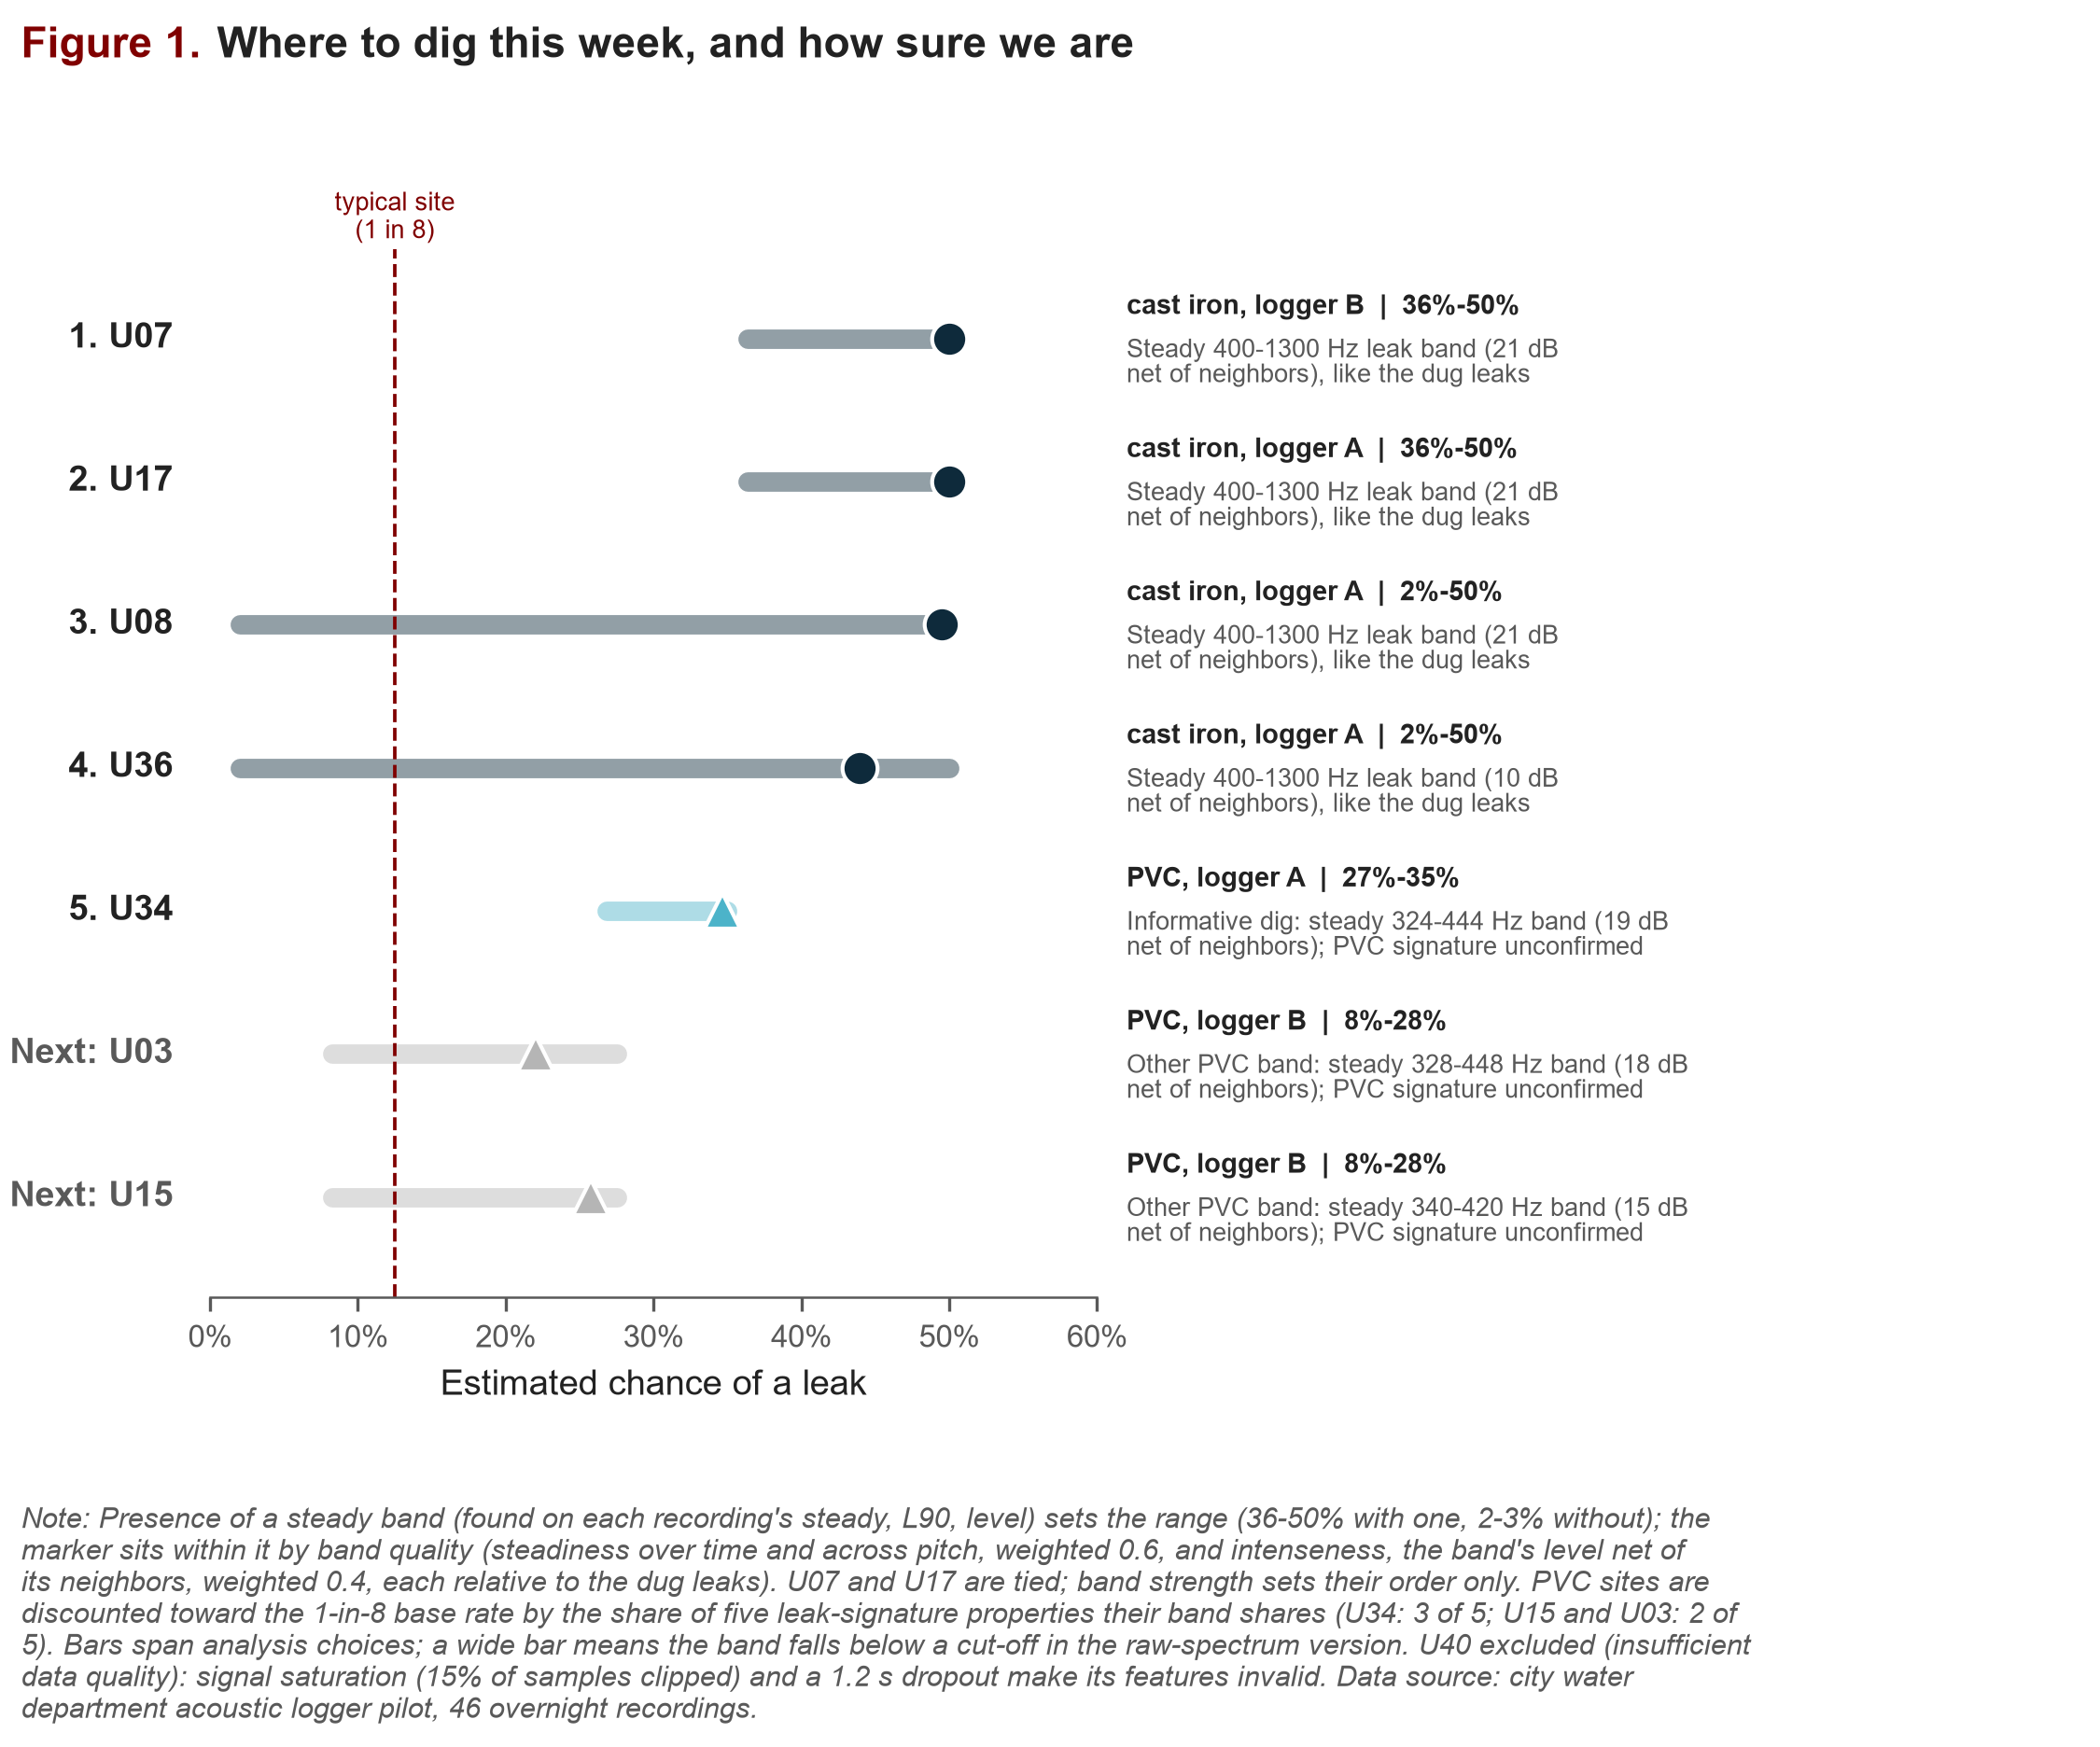 Figure 1. Where to dig this week, and how sure we are
typical site
(1 in 8)
1. U07
cast iron, logger B | 36%-50%
Steady 400-1300 Hz leak band (21 dB
net of neighbors), like the dug leaks
2. U17
cast iron, logger A | 36%-50%
Steady 400-1300 Hz leak band (21 dB
net of neighbors), like the dug leaks
3. U08
cast iron, logger A | 2%-50%
Steady 400-1300 Hz leak band (21 dB
net of neighbors), like the dug leaks
4. U36
cast iron, logger A | 2%-50%
Steady 400-1300 Hz leak band (10 dB
net of neighbors), like the dug leaks
5. U34
PVC, logger A | 27%-35%
Informative dig: steady 324-444 Hz band (19 dB
net of neighbors); PVC signature unconfirmed
Next: U03
PVC, logger B | 8%-28%
Other PVC band: steady 328-448 Hz band (18 dB
net of neighbors); PVC signature unconfirmed
Next: U15
PVC, logger B | 8%-28%
Other PVC band: steady 340-420 Hz band (15 dB
net of neighbors); PVC signature unconfirmed
0% 10% 20% 30% 40% 50% 60%
Estimated chance of a leak
Note: Presence of a steady band (found on each recording's steady, L90, level) sets the range (36-50% with one, 2-3% without); the
marker sits within it by band quality (steadiness over time and across pitch, weighted 0.6, and intenseness, the band's level net of
its neighbors, weighted 0.4, each relative to the dug leaks). U07 and U17 are tied; band strength sets their order only. PVC sites are
discounted toward the 1-in-8 base rate by the share of five leak-signature properties their band shares (U34: 3 of 5; U15 and U03: 2 of
5). Bars span analysis choices; a wide bar means the band falls below a cut-off in the raw-spectrum version. U40 excluded (insufficient
data quality): signal saturation (15% of samples clipped) and a 1.2 s dropout make its features invalid. Data source: city water
department acoustic logger pilot, 46 overnight recordings.